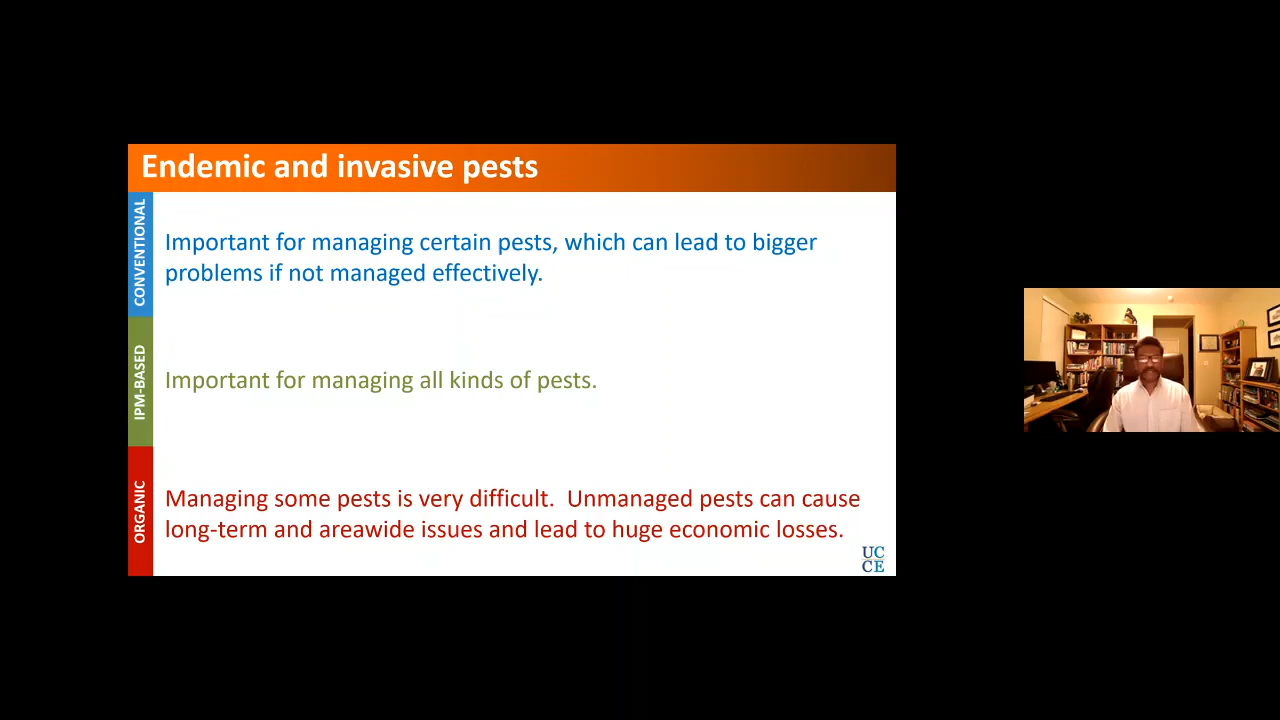 Endemic and invasive pests
CONVENTIONAL
Important for managing certain pests, which can lead to bigger
problems if not managed effectively.
IPM-BASED
Important for managing all kinds of pests.
ORGANIC
Managing some pests is very difficult.  Unmanaged pests can cause
long-term and areawide issues and lead to huge economic losses.
UC
CE